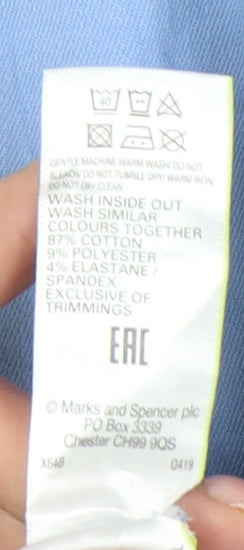 40
GENTLE MACHINE WARM WASH/ DO NOT
BLEACH/ DO NOT TUMBLE DRY/ WARM IRON/
DO NOT DRY CLEAN
WASH INSIDE OUT
WASH SIMILAR
COLOURS TOGETHER
87% COTTON
9% POLYESTER
4% ELASTANE /
SPANDEX
EXCLUSIVE OF
TRIMMINGS
EAC
© Marks and Spencer plc
PO Box 3339
Chester CH99 9QS
X64B 0419